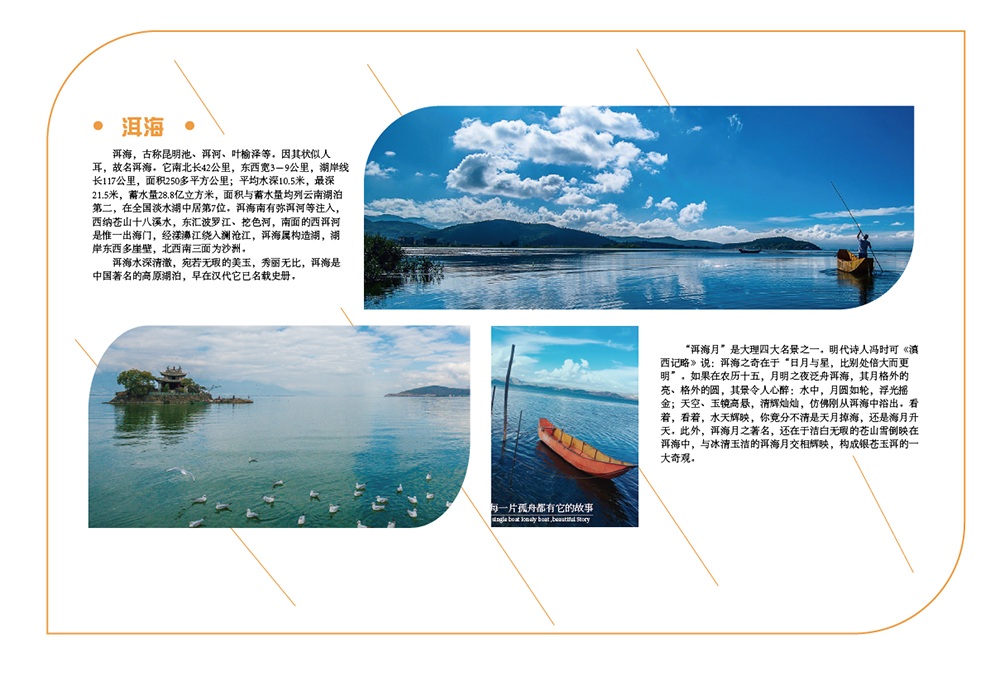 洱海
洱海，古称昆明池、洱河、叶榆泽等。因其状似人
耳，故名洱海。它南北长42公里，东西宽3－9公里，湖岸线
长117公里，面积250多平方公里；平均水深10.5米，最深
21.5米，蓄水量28.8亿立方米，面积与蓄水量均列云南湖泊
第二，在全国淡水湖中居第7位。洱海南有弥洱河等注入，
西纳苍山十八溪水，东汇波罗江、挖色河，南面的西洱河
是惟一出海门，经漾濞江绕入澜沧江，洱海属构造湖，湖
岸东西多崖壁，北西南三面为沙洲。
洱海水深清澈，宛若无瑕的美玉，秀丽无比，洱海是
中国著名的高原湖泊，早在汉代它已名载史册。
“洱海月”是大理四大名景之一。明代诗人冯时可《滇
西记略》说：洱海之奇在于“日月与星，比别处倍大而更
明”。如果在农历十五，月明之夜泛舟洱海，其月格外的
亮、格外的圆，其景令人心醉：水中，月圆如轮，浮光摇
金；天空、玉镜高悬，清辉灿灿，仿佛刚从洱海中浴出。看
着，看着，水天辉映，你竟分不清是天月掉海，还是海月升
天。此外，洱海月之著名，还在于洁白无瑕的苍山雪倒映在
洱海中，与冰清玉洁的洱海月交相辉映，构成银苍玉洱的一
大奇观。
每一片孤舟都有它的故事
single boat lonely boat ,beautiful Story